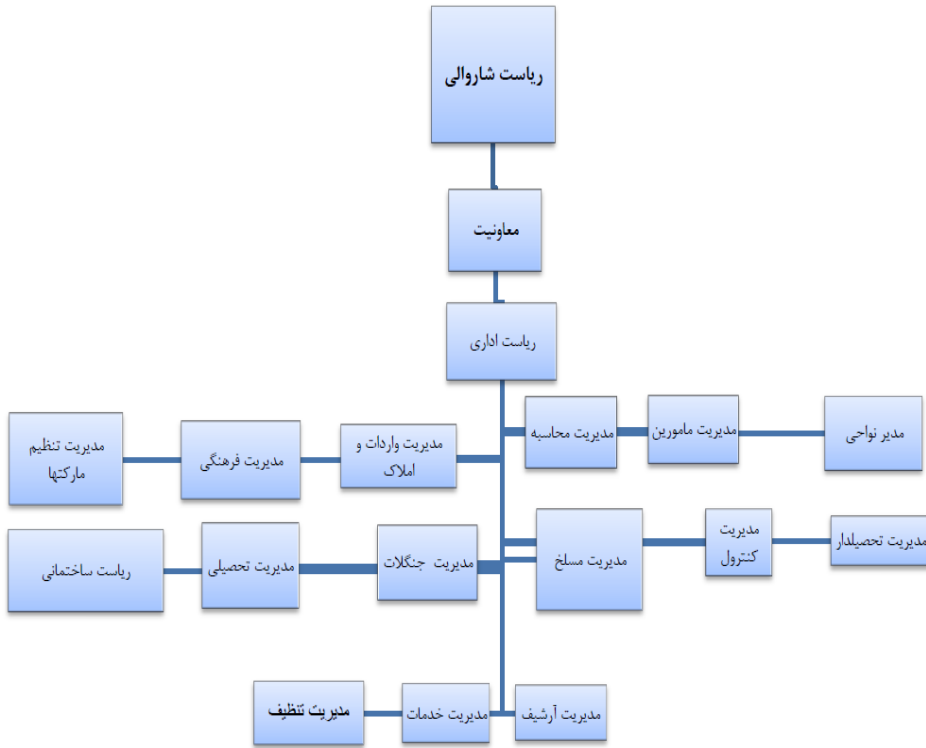 ریاست شاروالی
معاونیت
ریاست اداری
مدیر نواحی
مدیریت مامورین
مدیریت محاسبه
مدیریت واردات و
املاک
مدیریت فرهنگی
مدیریت تنظیم
مارکتها
مدیریت تحصیلدار
مدیریت
کنترول
مدیریت مسلخ
مدیریت جنگلات
مدیریت تحصیلی
ریاست ساختمانی
مدیریت آرشیف
مدیریت خدمات
مدیریت تنظیف